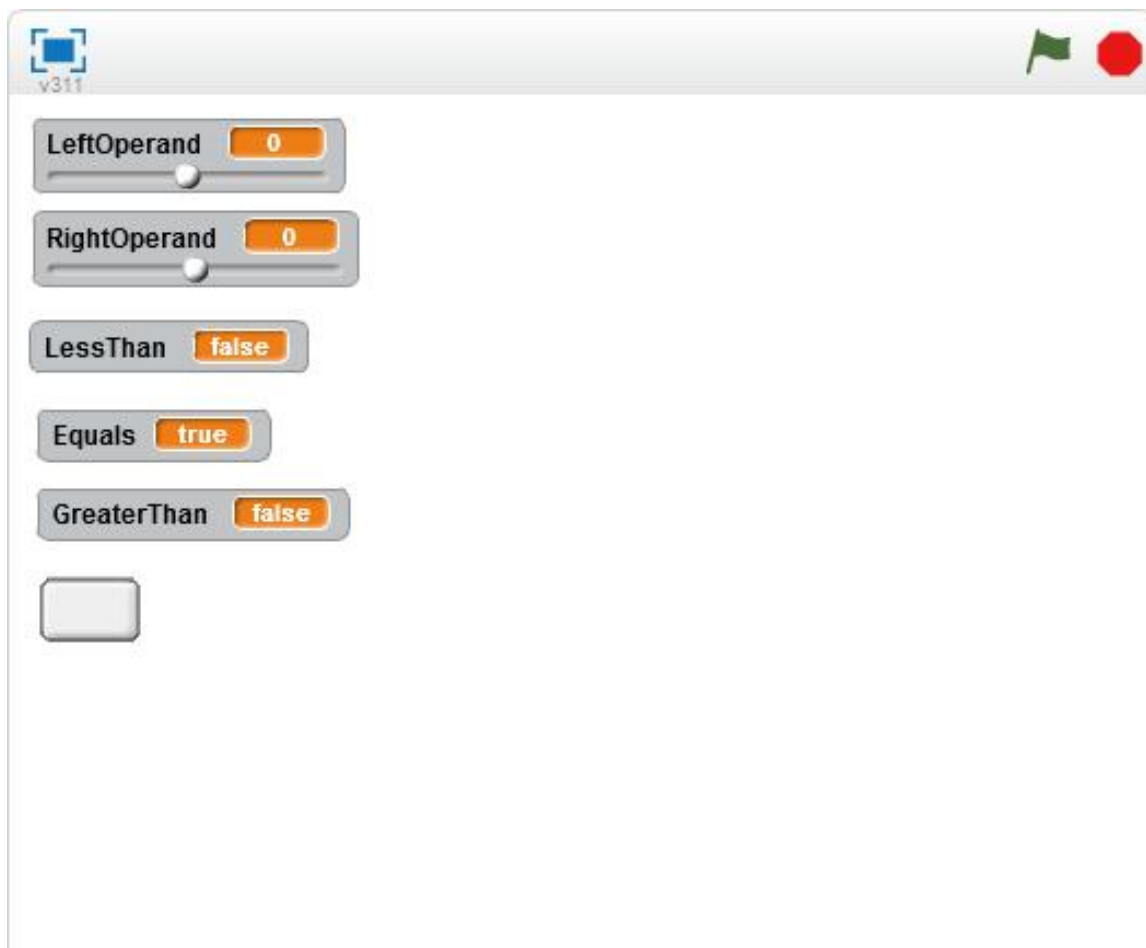 v311
LeftOperand 0
RightOperand 0
LessThan false
Equals true
GreaterThan false